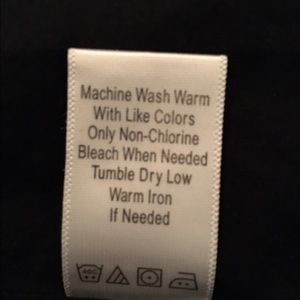 Machine Wash Warm
With Like Colors
Only Non-Chlorine
Bleach When Needed
Tumble Dry Low
Warm Iron
If Needed